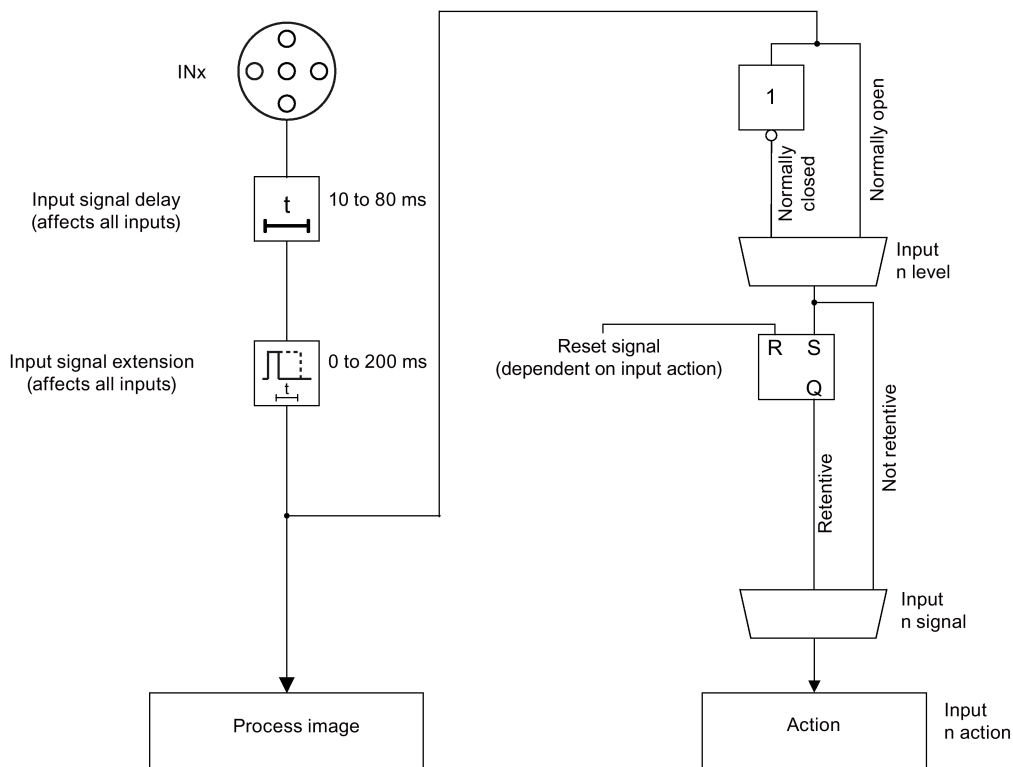 INx
Input signal delay
(affects all inputs)
t
10 to 80 ms
Input signal extension
(affects all inputs)
t
0 to 200 ms
Process image
1
Normally
closed
Normally open
Input
n level
Reset signal
(dependent on input action)
R S
Q
Retentive
Not retentive
Input
n signal
Action
Input
n action